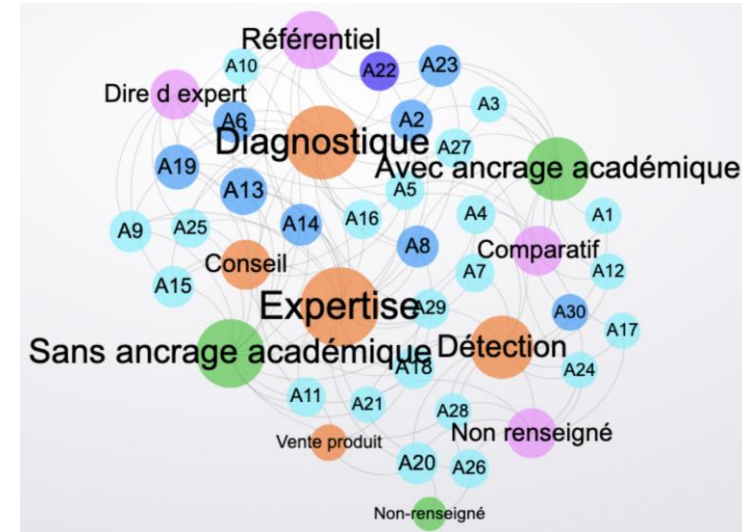 Référentiel
A10
A22
A23
Dire d expert
A3
A6
A2
Diagnostique
A27
Avec ancrage académique
A19
A13
A5
A16
A4
A1
A9
A25
A14
A8
Comparatif
Conseil
A7
A12
A15
Expertise
A29
A30
A17
Sans ancrage académique
Détection
A18
A24
A11
A21
A28
Non renseigné
Vente produit
A20
A26
Non-renseigné